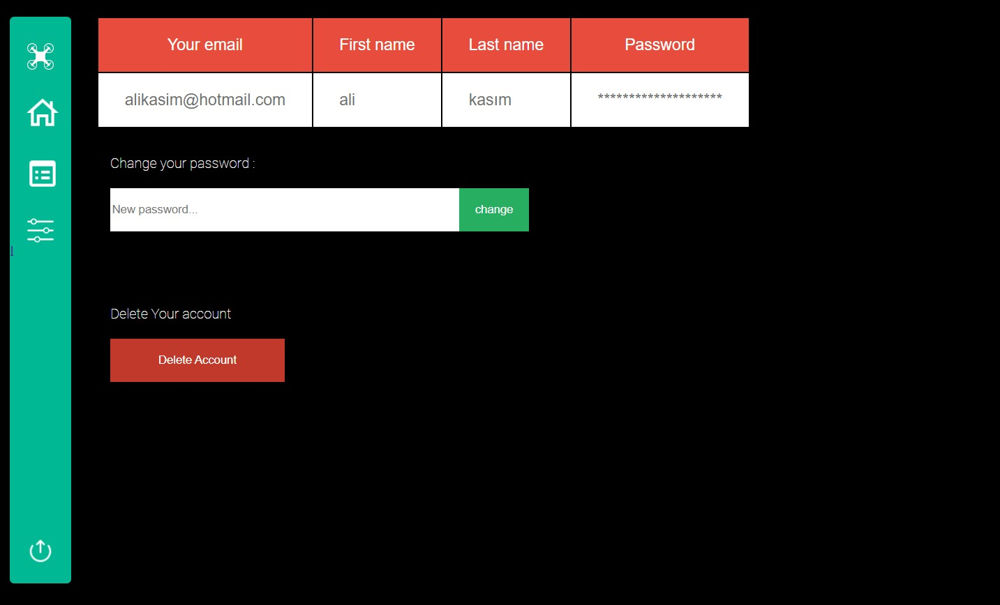 Your email First name Last name Password
alikasim@hotmail.com ali kasım ********************
Change your password :
New password... change
l
Delete Your account
Delete Account